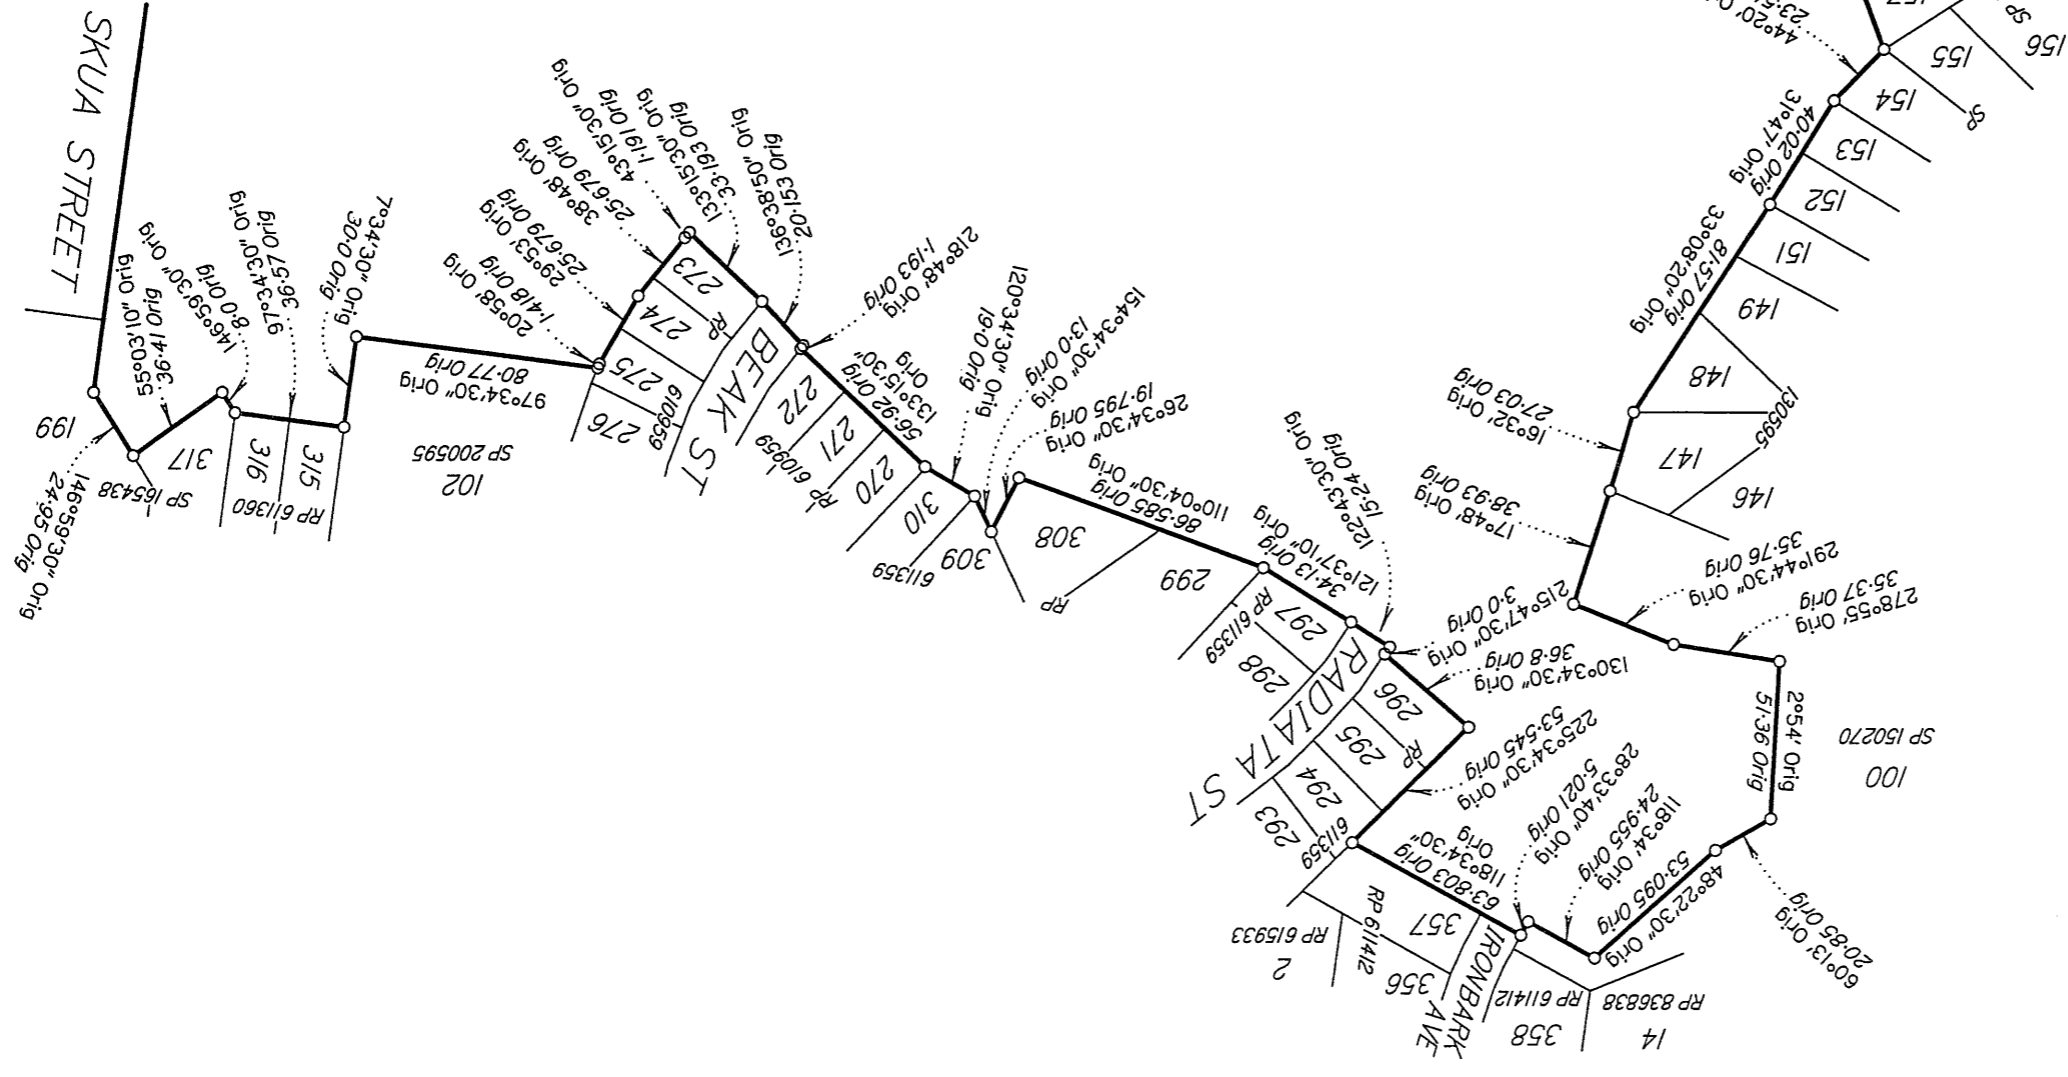 SKUA STREET
199
146°59'30" Orig
24·95 Orig
55°03'10" Orig
36·41 Orig
317
SP 165438
146°59'30" Orig
8·0 Orig
97°34'30" Orig
36·57 Orig
316
315
RP 611360
7°34'30" Orig
30·0 Orig
97°34'30" Orig
80·77 Orig
102
SP 200595
20°58' Orig
1·418 Orig
29°53' Orig
25·679 Orig
38°48' Orig
25·679 Orig
43°15'30" Orig
1·191 Orig
133°15'30" Orig
33·193 Orig
136°38'50" Orig
20·153 Orig
218°48' Orig
1·193 Orig
273
274
275
276
RP
610959
BEAK ST
272
271
270
RP 610959
133°15'30"
Orig
56·92 Orig
120°34'30" Orig
19·0 Orig
154°34'30" Orig
13·0 Orig
26°34'30" Orig
19·795 Orig
310
309
611359
308
RP
110°04'30" Orig
86·585 Orig
299
121°37'10" Orig
34·13 Orig
122°43'30" Orig
15·24 Orig
215°47'30" Orig
3·0 Orig
130°34'30" Orig
36·8 Orig
225°34'30" Orig
53·545 Orig
297
298
RP 611359
RADIATA ST
296
295
294
293
RP
611359
118°34'30"
Orig
63·803 Orig
28°33'40" Orig
5·021 Orig
118°34' Orig
24·955 Orig
48°22'30" Orig
53·095 Orig
60°13' Orig
20·85 Orig
2°54' Orig
51·36 Orig
278°55' Orig
35·37 Orig
291°44'30" Orig
35·76 Orig
17°48' Orig
38·93 Orig
16°32' Orig
27·03 Orig
33°08'20" Orig
81·57 Orig
31°47' Orig
40·02 Orig
44°20' Or
23·5
2
RP 615933
357
RP 611412
356
IRONBARK
AVE
358
RP 611412
14
RP 836838
100
SP 150270
146
147
130595
148
149
151
152
153
154
SP
155
156
SP
157